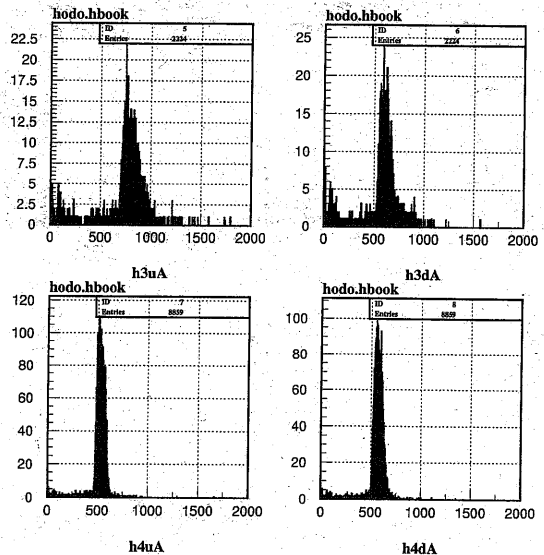 hodo.hbook
ID 5
Entries 2224
22.5
20
17.5
15
12.5
10
7.5
5
2.5
0
0 500 1000 1500 2000
h3uA
hodo.hbook
ID 6
Entries 2224
25
20
15
10
5
0
0 500 1000 1500 2000
h3dA
hodo.hbook
ID 7
Entries 8859
120
100
80
60
40
20
0
0 500 1000 1500 2000
h4uA
hodo.hbook
ID 8
Entries 8859
100
80
60
40
20
0
0 500 1000 1500 2000
h4dA